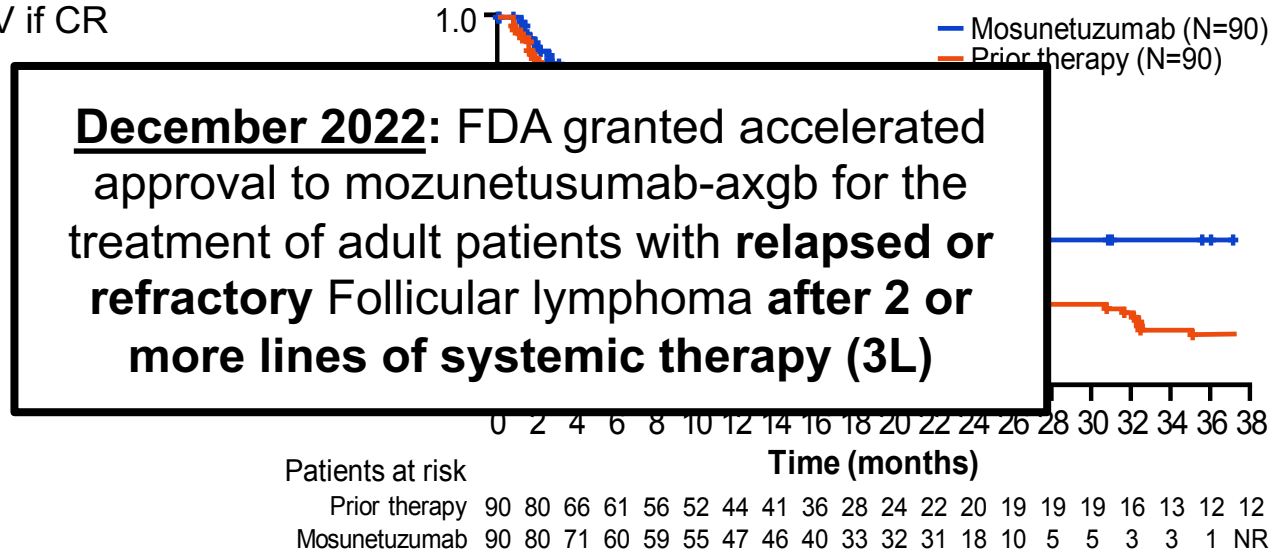 V if CR
1.0
Mosunetuzumab (N=90)
Prior therapy (N=90)
December 2022: FDA granted accelerated
approval to mozunetusumab-axgb for the
treatment of adult patients with relapsed or
refractory Follicular lymphoma after 2 or
more lines of systemic therapy (3L)
0 2 4 6 8 10 12 14 16 18 20 22 24 26 28 30 32 34 36 38
Time (months)
Patients at risk
Prior therapy 90 80 66 61 56 52 44 41 36 28 24 22 20 19 19 19 16 13 12 12
Mosunetuzumab 90 80 71 60 59 55 47 46 40 33 32 31 18 10 5 5 3 3 1 NR